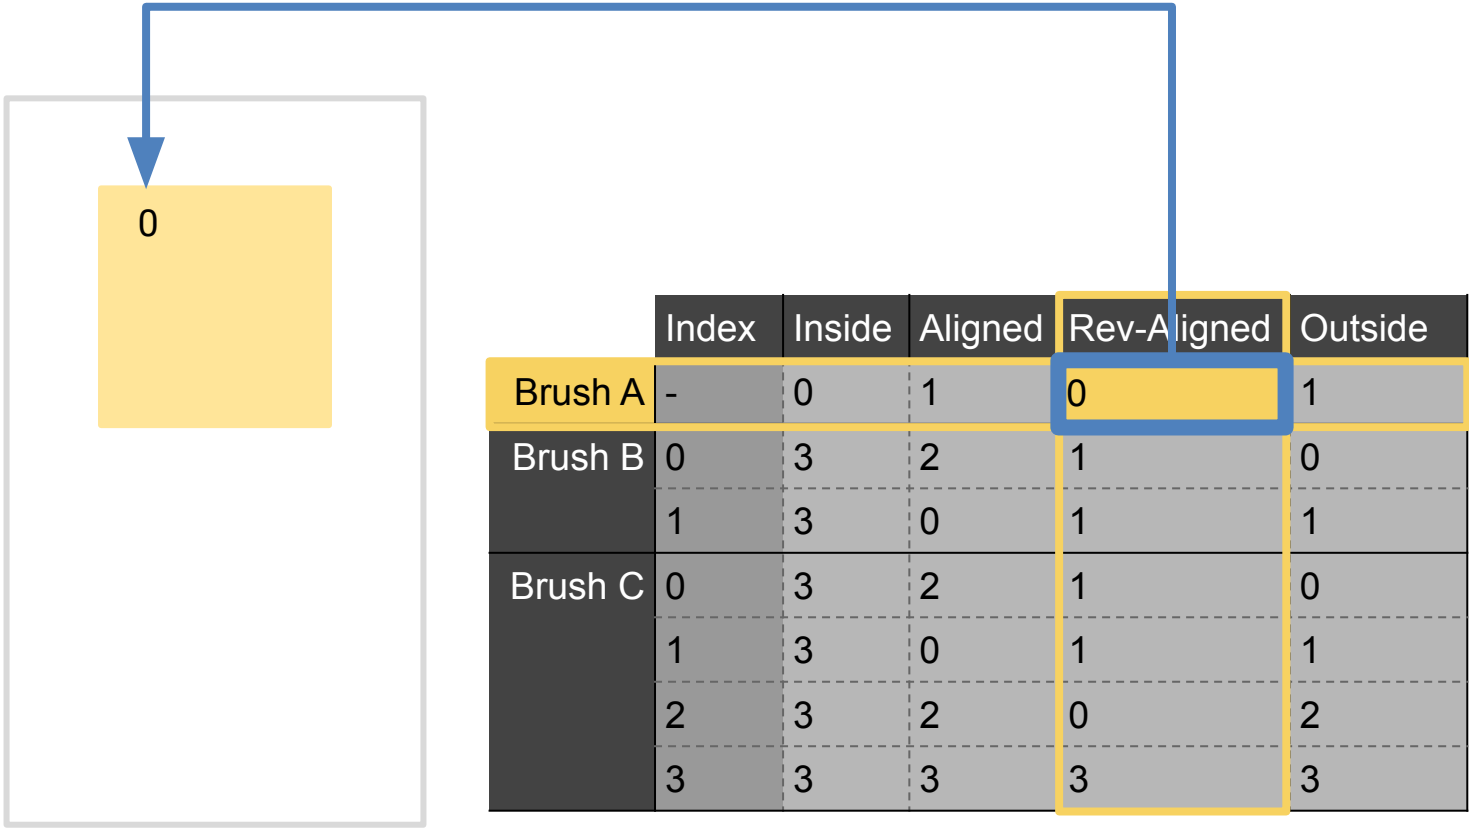 0
Index Inside Aligned Rev-Aligned Outside
Brush A - 0 1 0 1
Brush B 0 3 2 1 0
1 3 0 1 1
Brush C 0 3 2 1 0
1 3 0 1 1
2 3 2 0 2
3 3 3 3 3